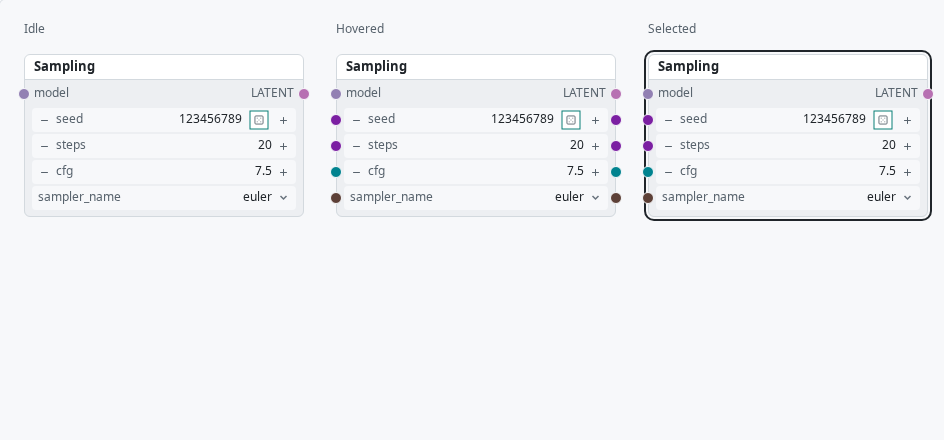 Idle
Hovered
Selected
Sampling
model LATENT
– seed 123456789 +
– steps 20 +
– cfg 7.5 +
sampler_name euler
Sampling
model LATENT
– seed 123456789 +
– steps 20 +
– cfg 7.5 +
sampler_name euler
Sampling
model LATENT
– seed 123456789 +
– steps 20 +
– cfg 7.5 +
sampler_name euler